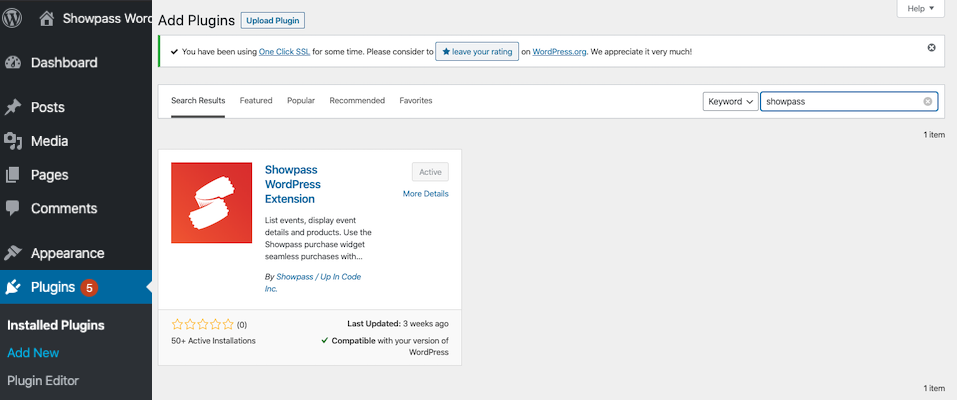 Showpass Word
Dashboard
Posts
Media
Pages
Comments
Appearance
Plugins 5
Installed Plugins
Add New
Plugin Editor
Add Plugins Upload Plugin
Help ▼
You have been using One Click SSL for some time. Please consider to ★ leave your rating on WordPress.org. We appreciate it very much!
Search Results Featured Popular Recommended Favorites Keyword showpass
1 item
Showpass
WordPress
Extension
Active
More Details
List events, display event
details and products. Use the
Showpass purchase widget
seamless purchases with...
By Showpass / Up In Code
Inc.
(0)
50+ Active Installations
Last Updated: 3 weeks ago
✔ Compatible with your version of
WordPress
1 item